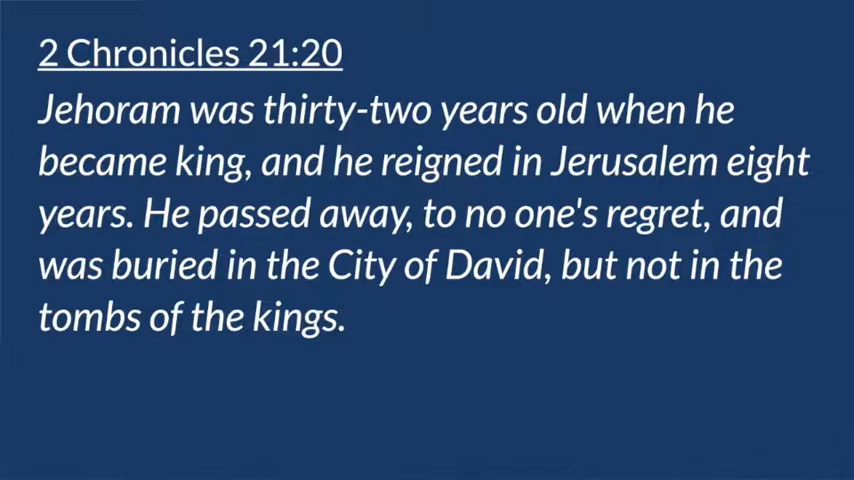 2 Chronicles 21:20
Jehoram was thirty-two years old when he
became king, and he reigned in Jerusalem eight
years. He passed away, to no one's regret, and
was buried in the City of David, but not in the
tombs of the kings.